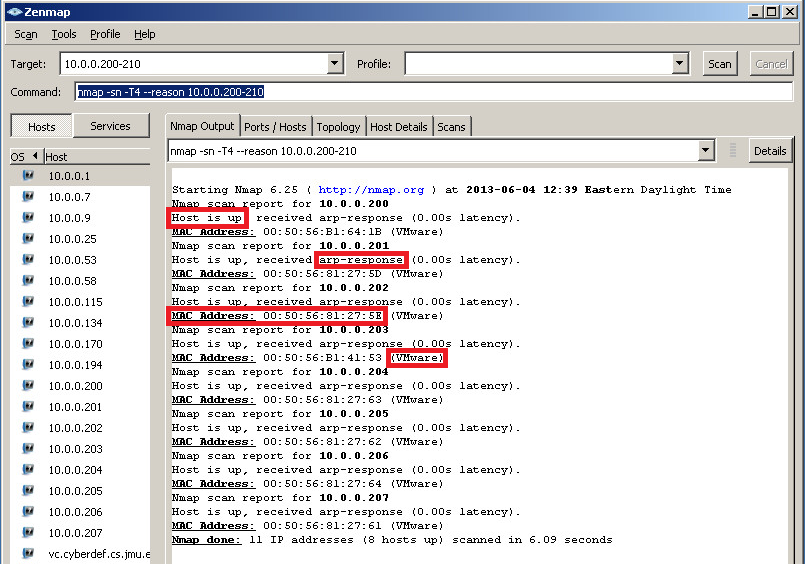 Zenmap
Scan Tools Profile Help
Target: 10.0.0.200-210 Profile: Scan Cancel
Command: nmap -sn -T4 --reason 10.0.0.200-210
Hosts Services
Nmap Output Ports / Hosts Topology Host Details Scans
OS Host
nmap -sn -T4 --reason 10.0.0.200-210 Details
10.0.0.1
10.0.0.7
10.0.0.9
10.0.0.25
10.0.0.53
10.0.0.58
10.0.0.115
10.0.0.134
10.0.0.170
10.0.0.194
10.0.0.200
10.0.0.201
10.0.0.202
10.0.0.203
10.0.0.204
10.0.0.205
10.0.0.206
10.0.0.207
vc.cyberdef.cs.jmu.e
Starting Nmap 6.25 ( http://nmap.org ) at 2013-06-04 12:39 Eastern Daylight Time
Nmap scan report for 10.0.0.200
Host is up, received arp-response (0.00s latency).
MAC Address: 00:50:56:B1:64:1B (VMware)
Nmap scan report for 10.0.0.201
Host is up, received arp-response (0.00s latency).
MAC Address: 00:50:56:81:27:5D (VMware)
Nmap scan report for 10.0.0.202
Host is up, received arp-response (0.00s latency).
MAC Address: 00:50:56:81:27:5E (VMware)
Nmap scan report for 10.0.0.203
Host is up, received arp-response (0.00s latency).
MAC Address: 00:50:56:B1:41:53 (VMware)
Nmap scan report for 10.0.0.204
Host is up, received arp-response (0.00s latency).
MAC Address: 00:50:56:81:27:63 (VMware)
Nmap scan report for 10.0.0.205
Host is up, received arp-response (0.00s latency).
MAC Address: 00:50:56:81:27:62 (VMware)
Nmap scan report for 10.0.0.206
Host is up, received arp-response (0.00s latency).
MAC Address: 00:50:56:81:27:64 (VMware)
Nmap scan report for 10.0.0.207
Host is up, received arp-response (0.00s latency).
MAC Address: 00:50:56:81:27:61 (VMware)
Nmap done: 11 IP addresses (8 hosts up) scanned in 6.09 seconds